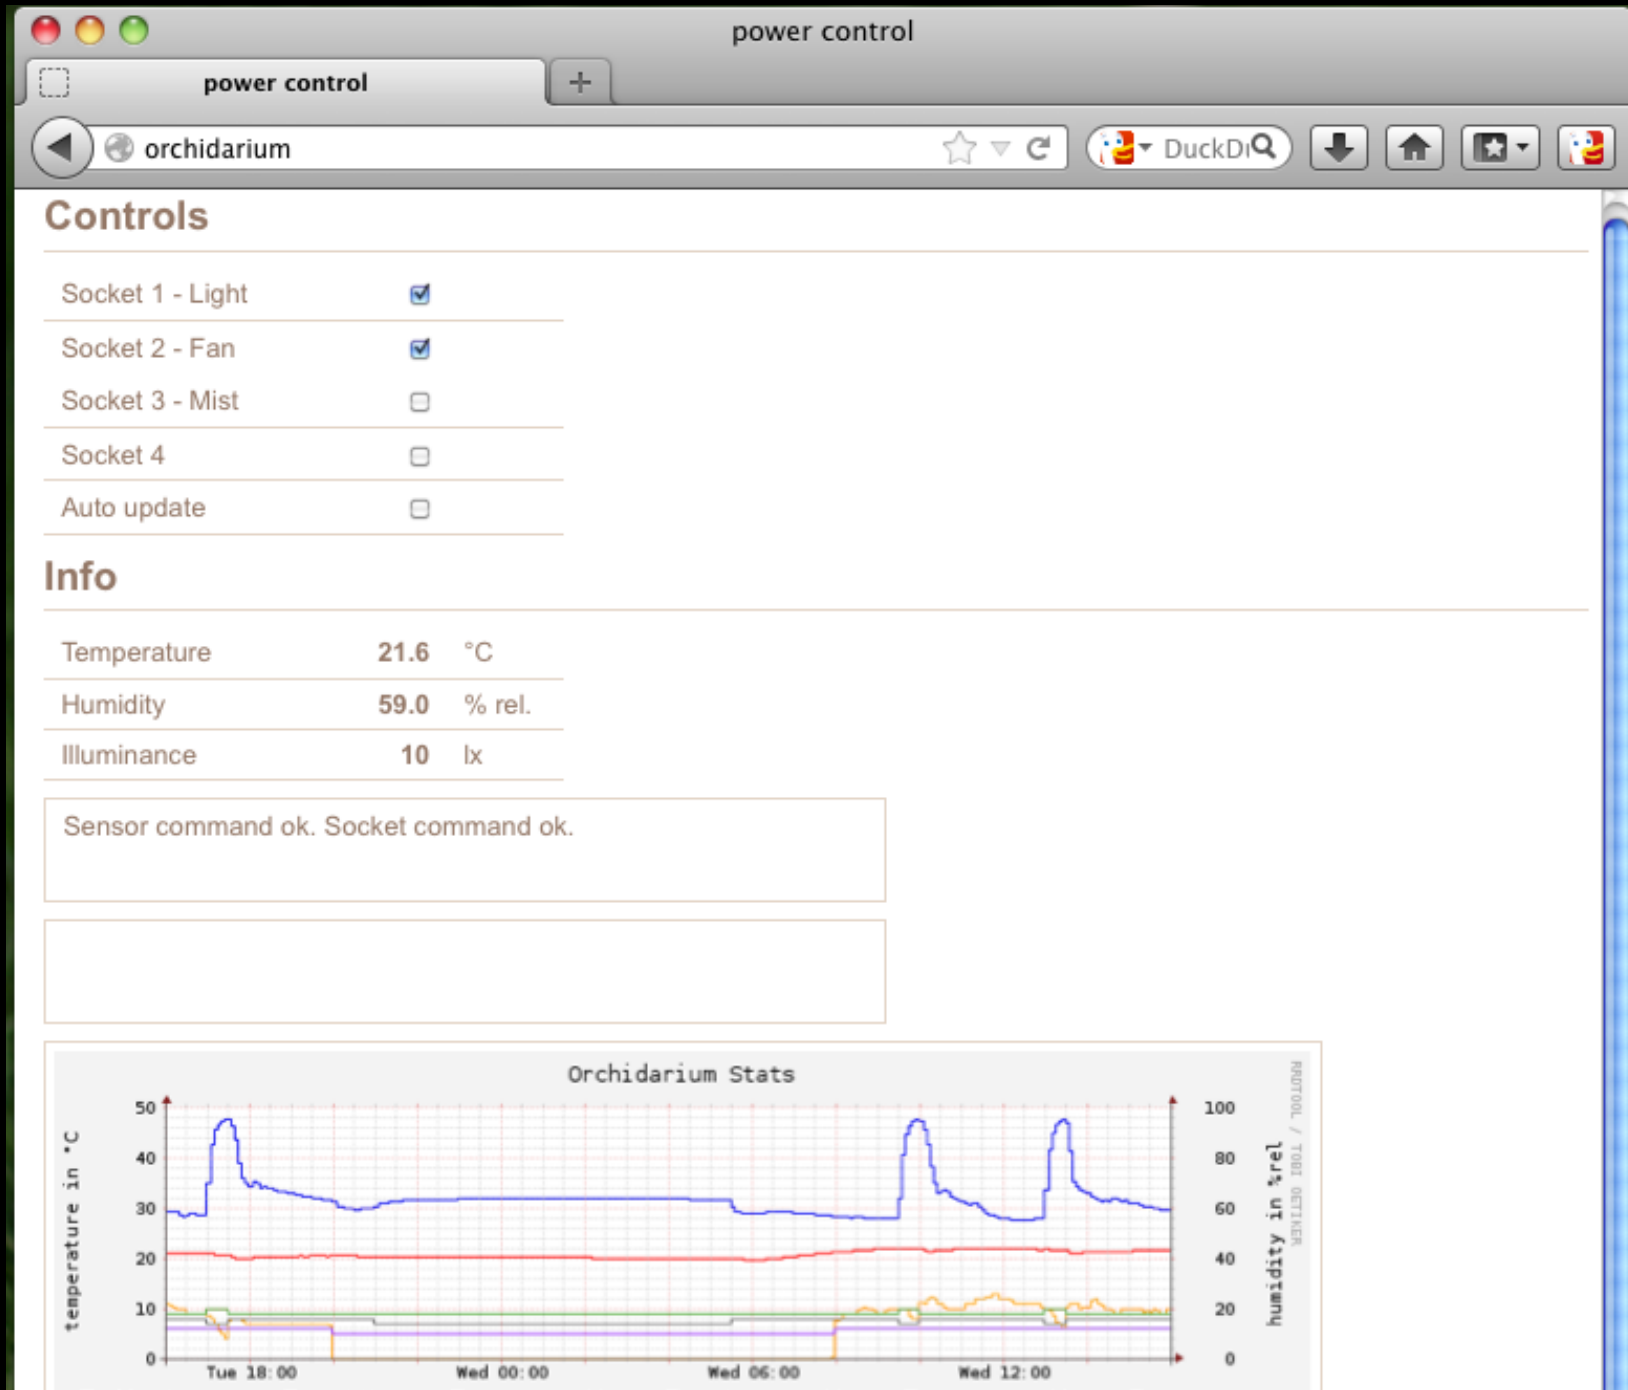 power control
power control
orchidarium
DuckD
Controls
Socket 1 - Light
Socket 2 - Fan
Socket 3 - Mist
Socket 4
Auto update
Info
Temperature 21.6 °C
Humidity 59.0 % rel.
Illuminance 10 lx
Sensor command ok. Socket command ok.
Orchidarium Stats
RRDTOOL / TOBI OETIKER
temperature in °C
50
40
30
20
10
0
100
80
60
40
20
0
humidity in %rel
Tue 18:00 Wed 00:00 Wed 06:00 Wed 12:00